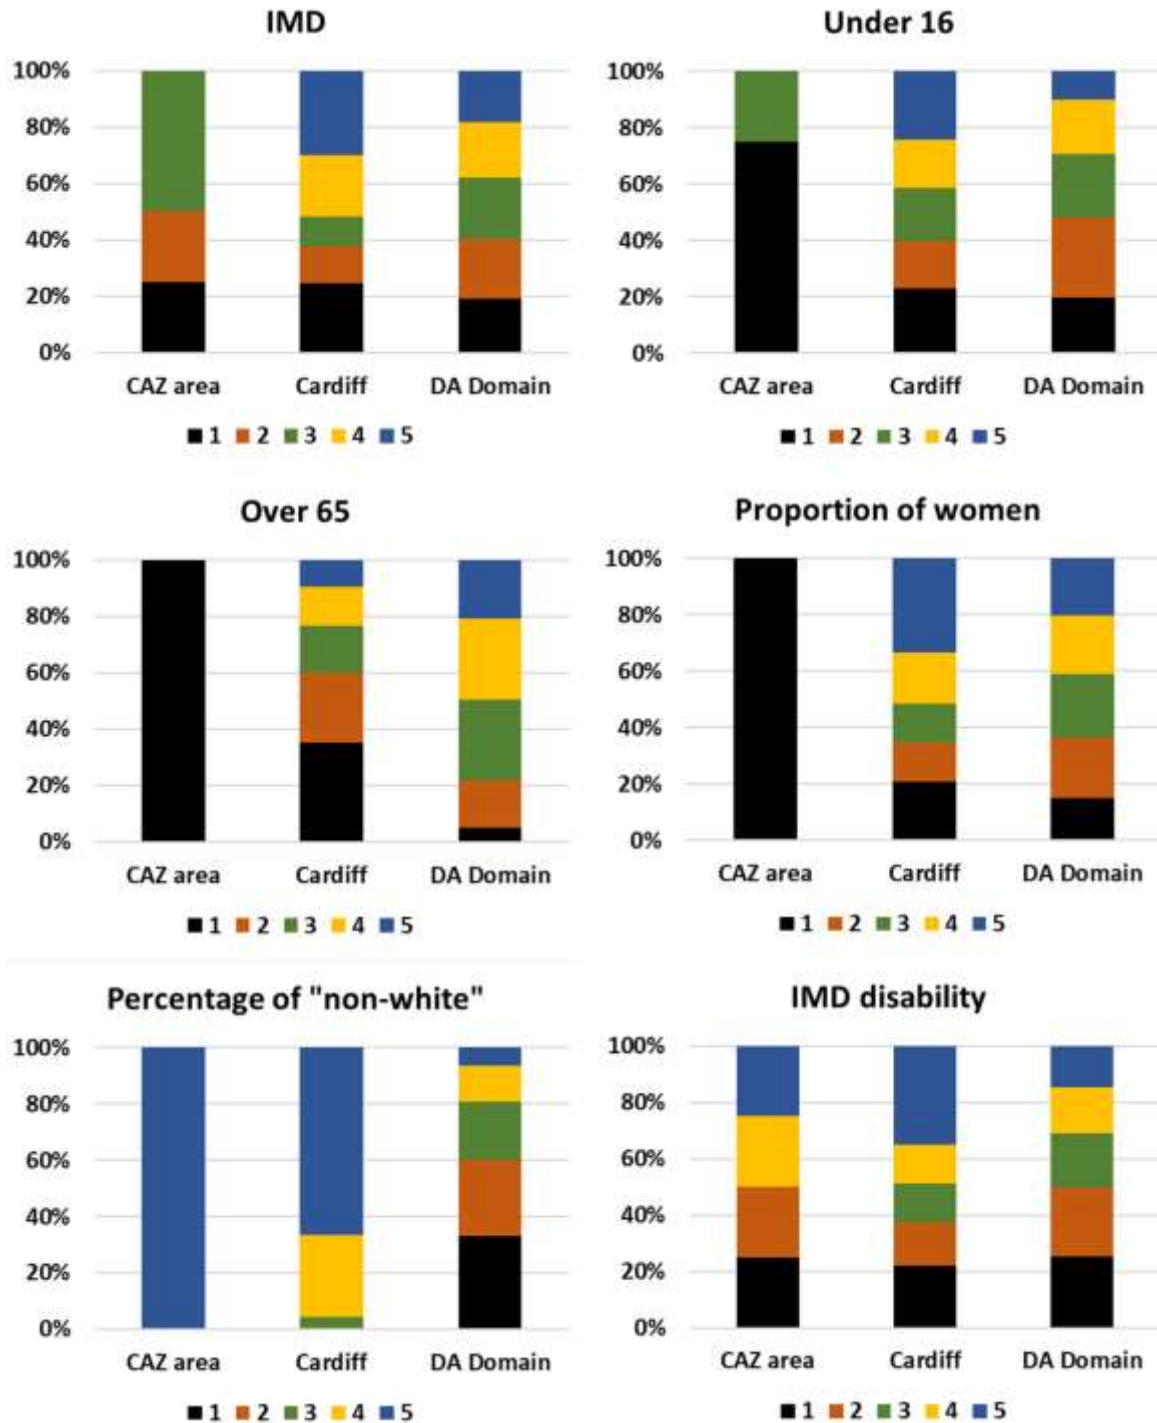 IMD
100%
80%
60%
40%
20%
0%
CAZ area Cardiff DA Domain
1 2 3 4 5
Under 16
100%
80%
60%
40%
20%
0%
CAZ area Cardiff DA Domain
1 2 3 4 5
Over 65
100%
80%
60%
40%
20%
0%
CAZ area Cardiff DA Domain
1 2 3 4 5
Proportion of women
100%
80%
60%
40%
20%
0%
CAZ area Cardiff DA Domain
1 2 3 4 5
Percentage of "non-white"
100%
80%
60%
40%
20%
0%
CAZ area Cardiff DA Domain
1 2 3 4 5
IMD disability
100%
80%
60%
40%
20%
0%
CAZ area Cardiff DA Domain
1 2 3 4 5